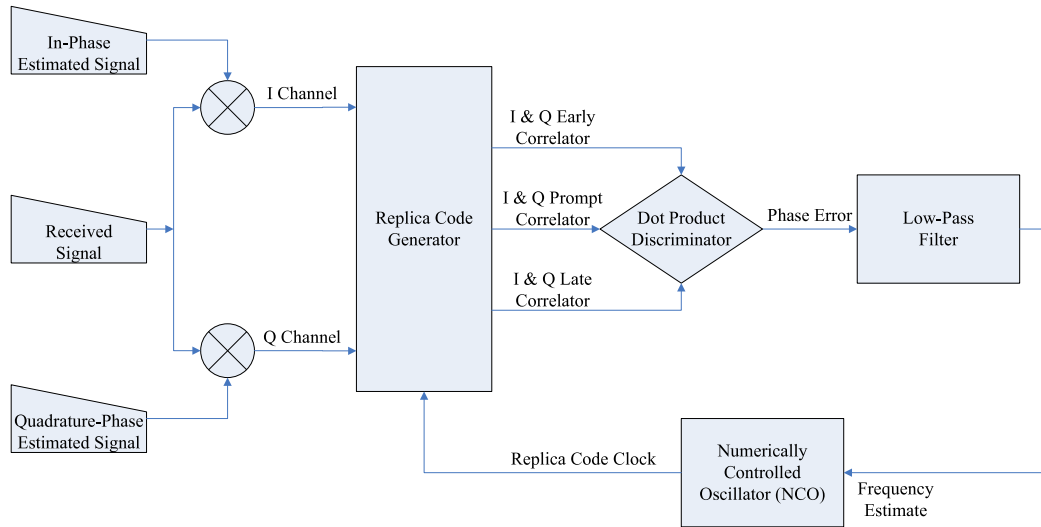 In-Phase
Estimated Signal
I Channel
Received
Signal
Q Channel
Quadrature-Phase
Estimated Signal
Replica Code
Generator
I & Q Early
Correlator
I & Q Prompt
Correlator
I & Q Late
Correlator
Dot Product
Discriminator
Phase Error
Low-Pass
Filter
Replica Code Clock
Numerically
Controlled
Oscillator (NCO)
Frequency
Estimate